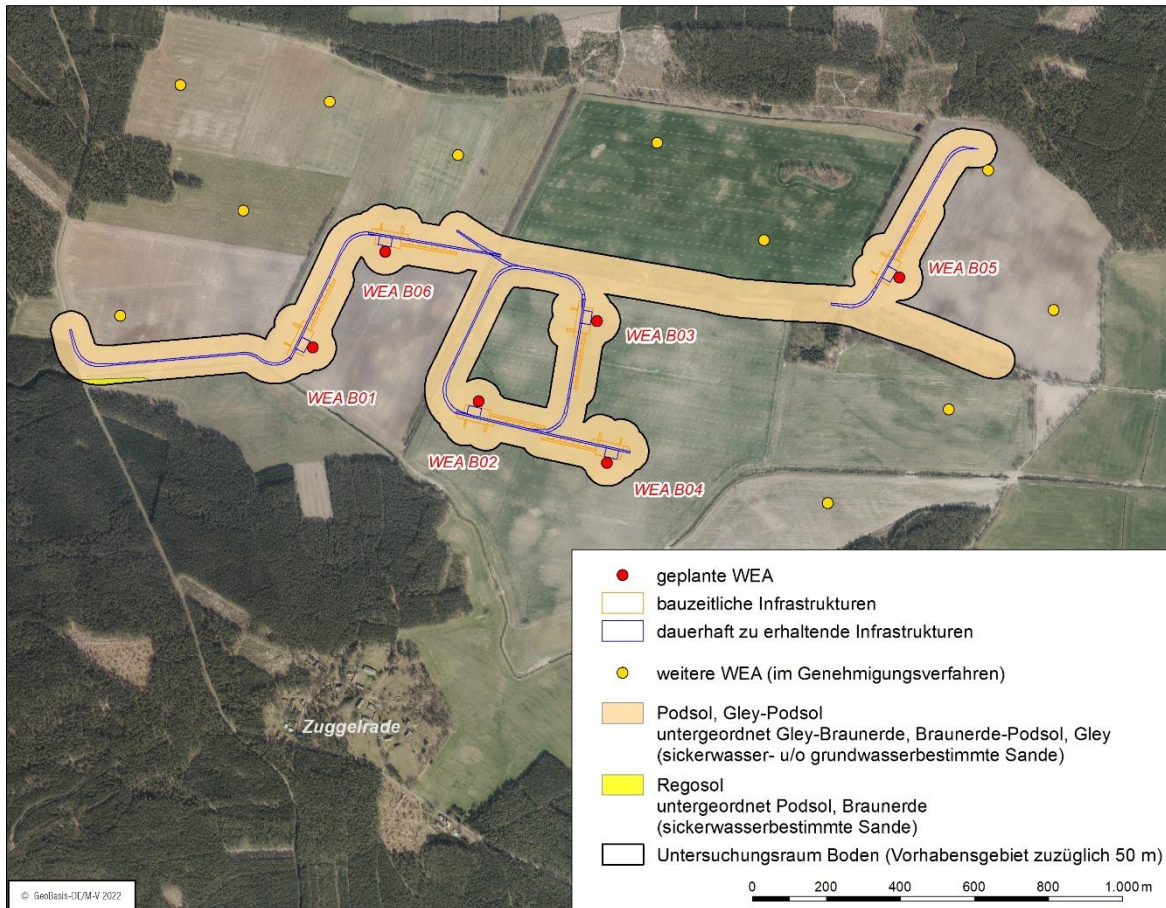 WEA B05
WEA B06
WEA B03
WEA B01
WEA B02
WEA B04
Zuggelrade
geplante WEA
bauzeitliche Infrastrukturen
dauerhaft zu erhaltende Infrastrukturen
weitere WEA (im Genehmigungsverfahren)
Podsol, Gley-Podsol
untergeordnet Gley-Braunerde, Braunerde-Podsol, Gley
(sickerwasser- u/o grundwasserbestimmte Sande)
Regosol
untergeordnet Podsol, Braunerde
(sickerwasserbestimmte Sande)
Untersuchungsraum Boden (Vorhabensgebiet zuzüglich 50 m)
0 200 400 600 800 1.000 m
© GeoBasis-DE/M-V 2022